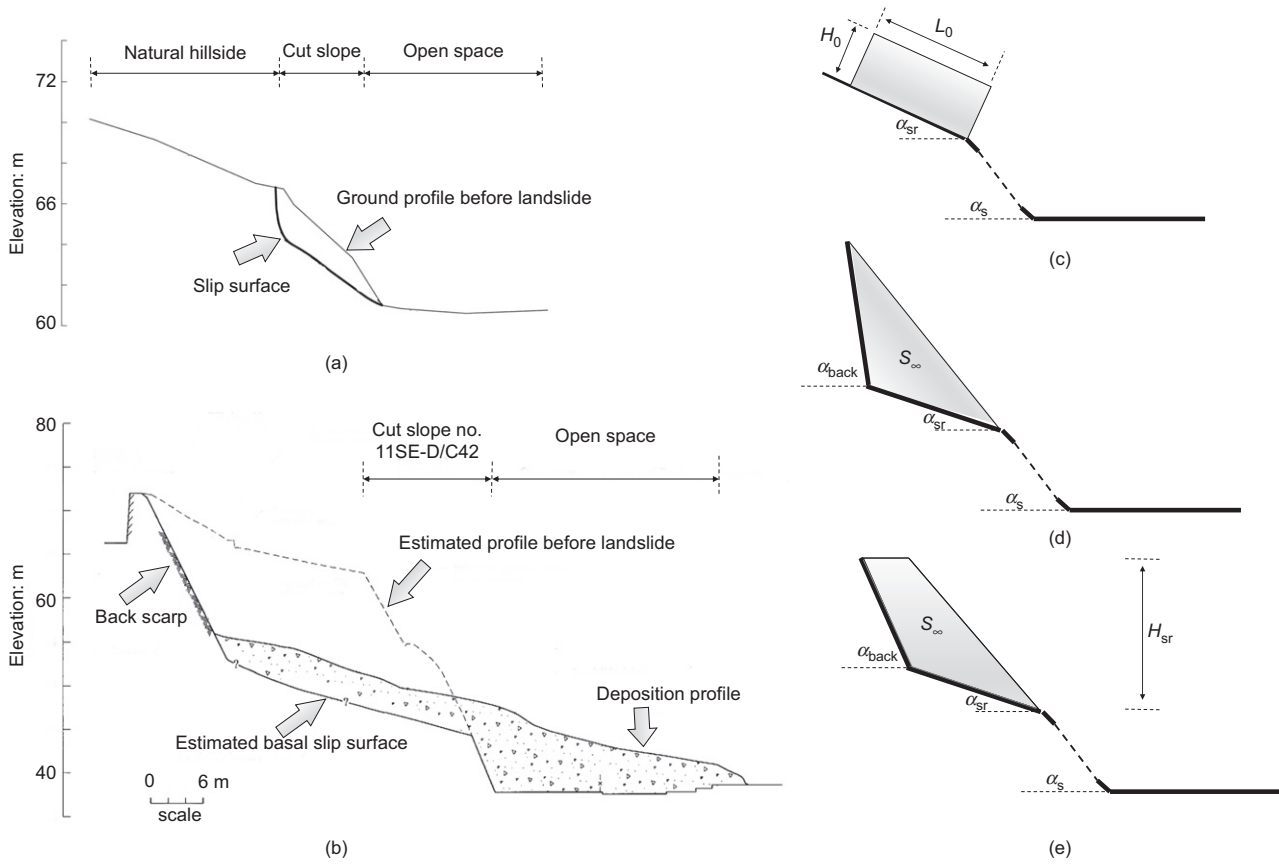 Natural hillside
Cut slope
Open space
72
66
60
Elevation: m
Ground profile before landslide
Slip surface
(a)
80
60
40
Elevation: m
Cut slope no.
11SE-D/C42
Open space
Estimated profile before landslide
Back scarp
?
?
Deposition profile
Estimated basal slip surface
0 6 m
scale
(b)
H₀
L₀
αsr
αs
(c)
S∞
αback
αsr
αs
(d)
S∞
Hsr
αback
αsr
αs
(e)